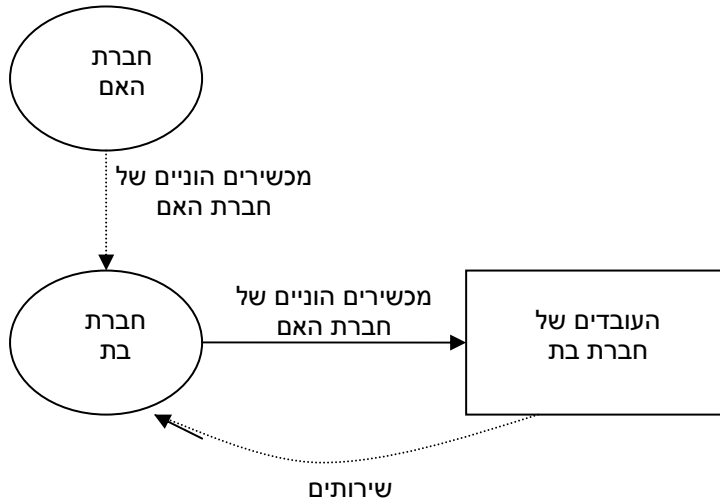 חברת
האם
מכשירים הוניים של
חברת האם
חברת
בת
מכשירים הוניים של
חברת האם
העובדים של
חברת בת
שירותים